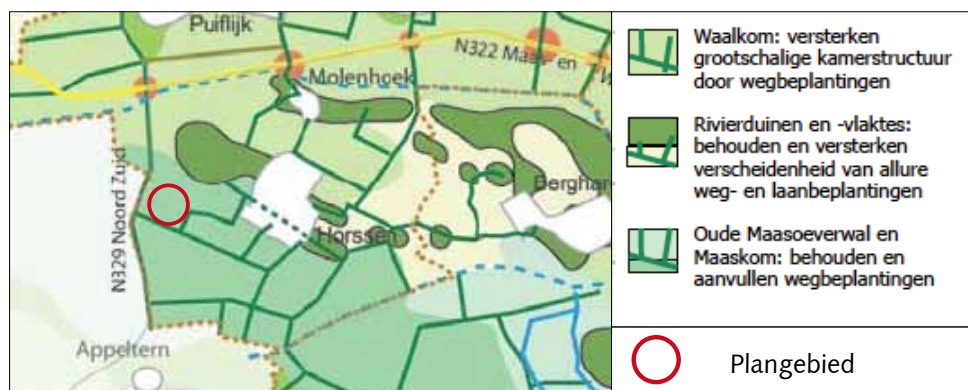 Puiflijk
N322 Maas- en W
Molenhoek
N329 Noord Zuid
Horssen
Berghar
Appeltern
Waalkom: versterken
grootschalige kamerstructuur
door wegbeplantingen
Rivierduinen en -vlaktes:
behouden en versterken
verscheidenheid van allure
weg- en laanbeplantingen
Oude Maasoeverwal en
Maaskom: behouden en
aanvullen wegbeplantingen
Plangebied